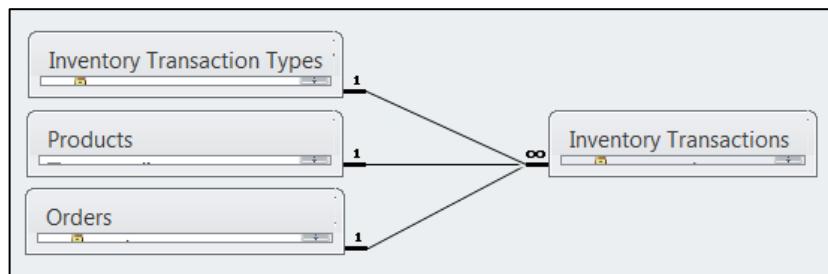 Inventory Transaction Types
1
Products
1
∞
Inventory Transactions
Orders
1